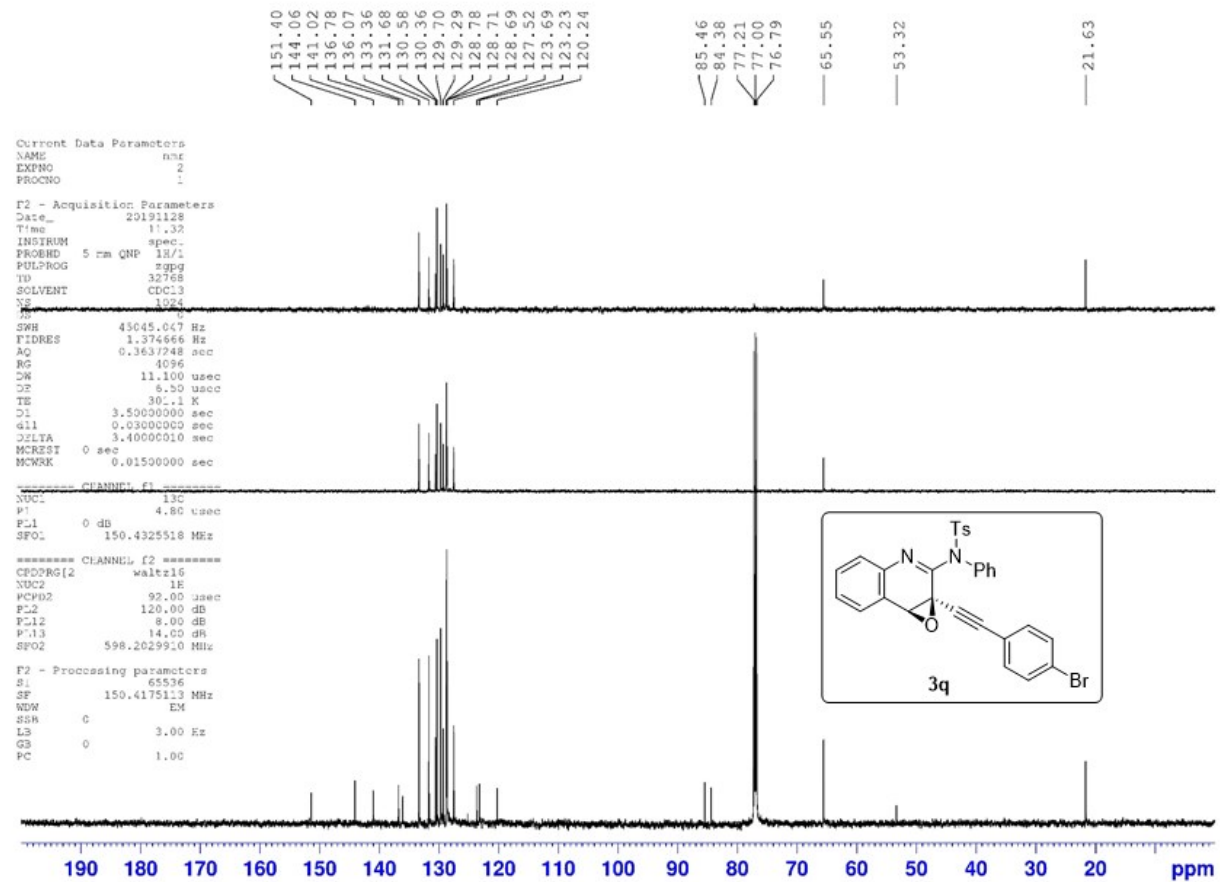 151.40
144.06
141.02
136.78
136.07
133.36
131.68
130.58
130.36
129.70
129.29
128.78
128.71
128.69
127.52
123.69
123.23
120.24
85.46
84.38
77.21
77.00
76.79
65.55
53.32
21.63
Current Data Parameters
NAME nmr
EXPNO 2
PROCNO 1
F2 - Acquisition Parameters
Date_ 20191128
Time 11.32
INSTRUM spect
PROBHD 5 mm QNP 1H/1
PULPROG zgpg
TD 32768
SOLVENT CDCl3
NS 1024
DS 0
SWH 45045.047 Hz
FIDRES 1.374666 Hz
AQ 0.3637248 sec
RG 4096
DW 11.100 usec
DE 6.50 usec
TE 301.1 K
D1 3.50000000 sec
d11 0.03000000 sec
DELTA 3.40000010 sec
MCREST 0 sec
MCWRK 0.01500000 sec
======== CHANNEL f1 ========
NUC1 13C
P1 4.80 usec
PL1 0 dB
SFO1 150.4325518 MHz
======== CHANNEL f2 ========
CPDPRG[2 waltz16
NUC2 1H
PCPD2 92.00 usec
PL2 120.00 dB
PL12 8.00 dB
PL13 14.00 dB
SFO2 598.2029910 MHz
F2 - Processing parameters
SI 65536
SF 150.4175113 MHz
WDW EM
SSB 0
LB 3.00 Hz
GB 0
PC 1.00
Ts
N
N
Ph
O
Br
3q
190 180 170 160 150 140 130 120 110 100 90 80 70 60 50 40 30 20 ppm